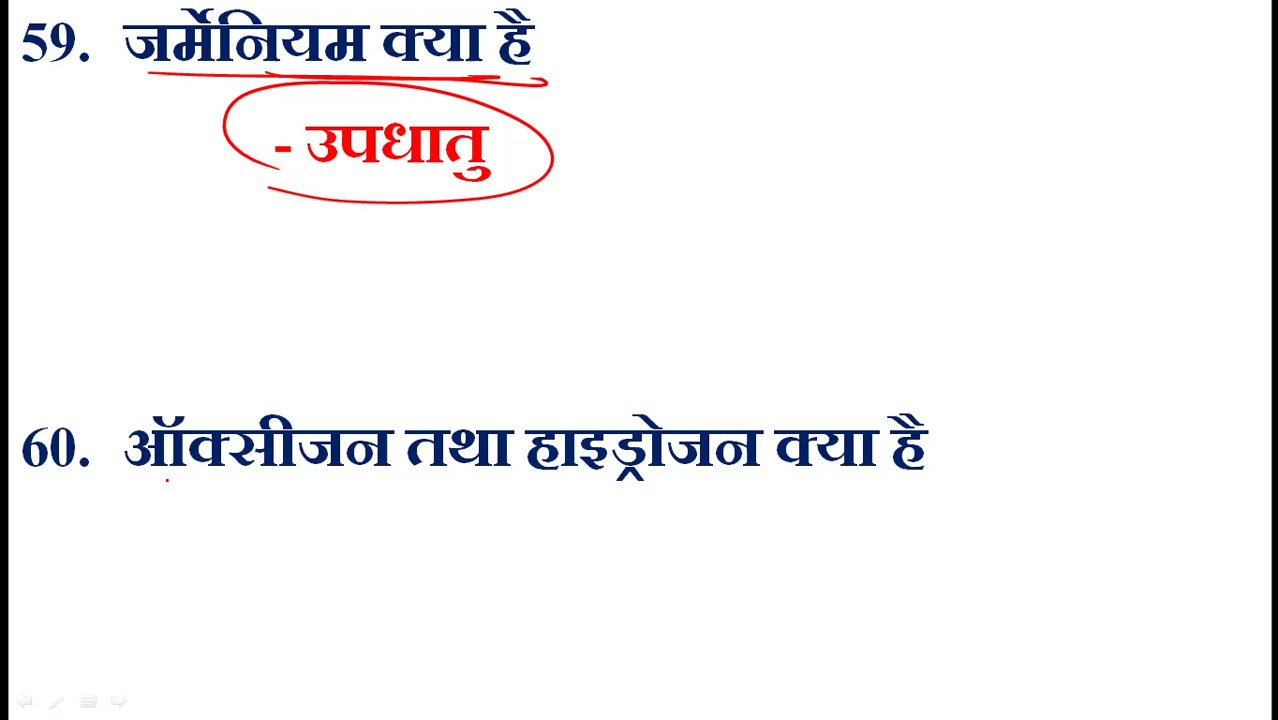 59. जर्मेनियम क्या है
- उपधातु
60. ऑक्सीजन तथा हाइड्रोजन क्या है